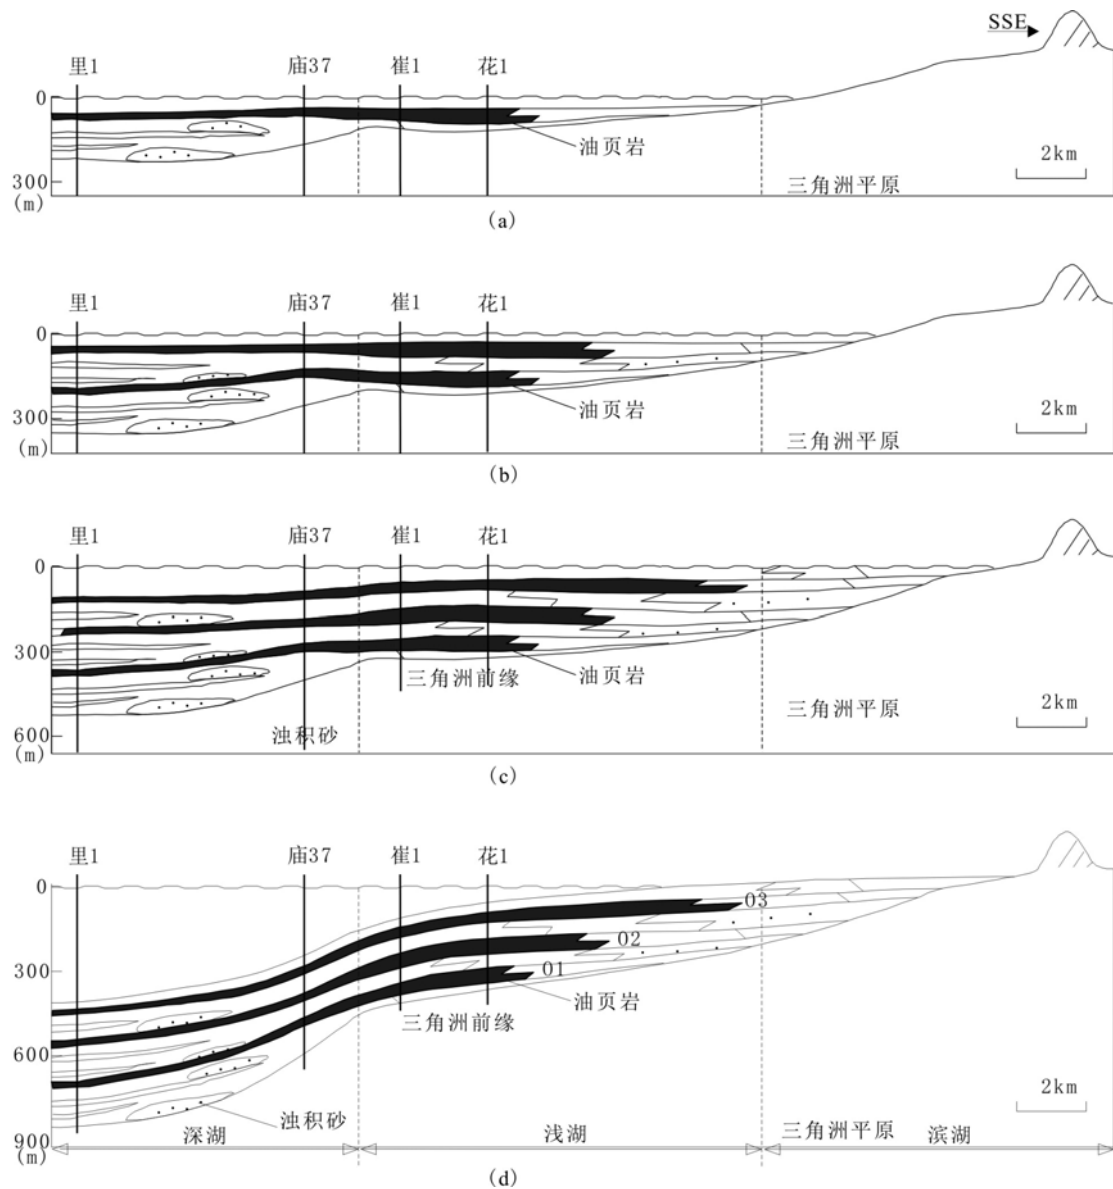 SSE
里1 庙37 崔1 花1
0
油页岩
2km
300
三角洲平原
(m)
(a)
里1 庙37 崔1 花1
0
油页岩
2km
300
三角洲平原
(m)
(b)
里1 庙37 崔1 花1
0
300
三角洲前缘 油页岩
三角洲平原 2km
600
浊积砂
(m)
(c)
里1 庙37 崔1 花1
0
03
02
300
01
油页岩
三角洲前缘
600
2km
浊积砂
三角洲平原
900
深湖 浅湖 滨湖
(m)
(d)